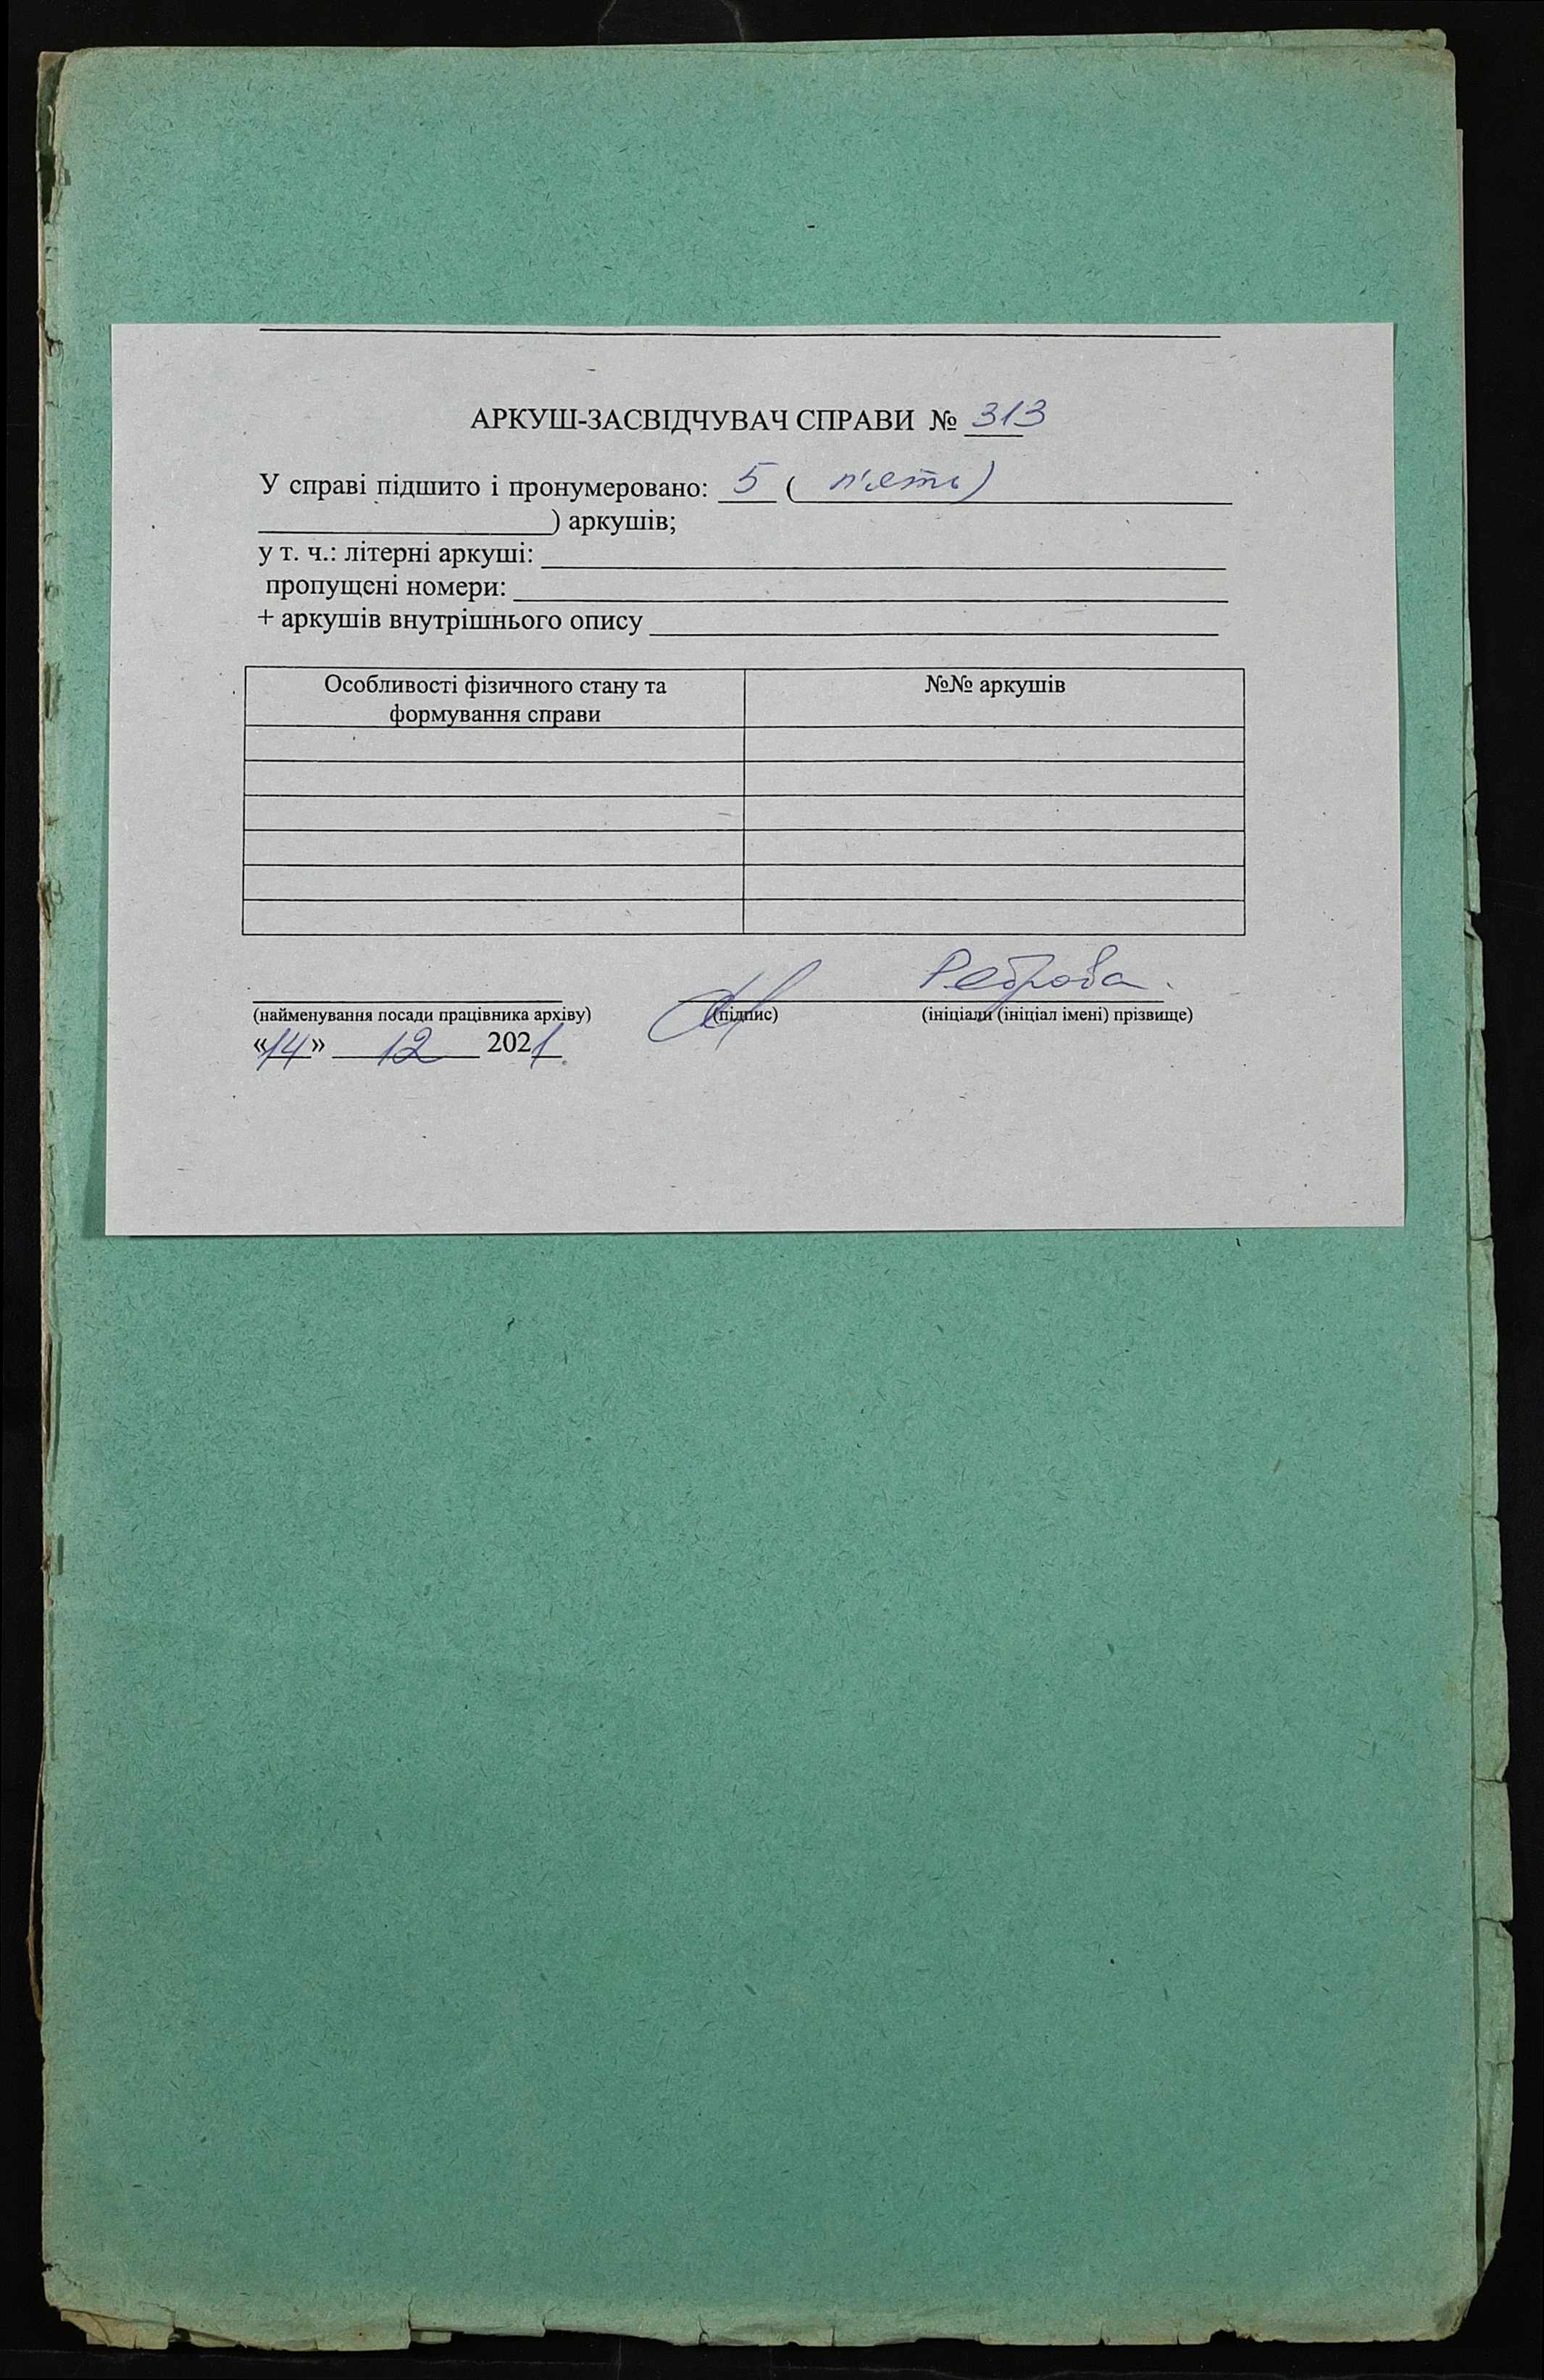 АРКУШ-ЗАСВІДЧУВАЧ СПРАВИ № 313
У справі підшито і пронумеровано: 5 ( п'ять)
) аркушів;
у т. ч.: літерні аркуші:
пропущені номери:
+ аркушів внутрішнього опису
Особливості фізичного стану та №№ аркушів
формування справи
Реброва.
(найменування посади працівника архіву) (підпис) (ініціали (ініціал імені) прізвище)
«14» 12 2021